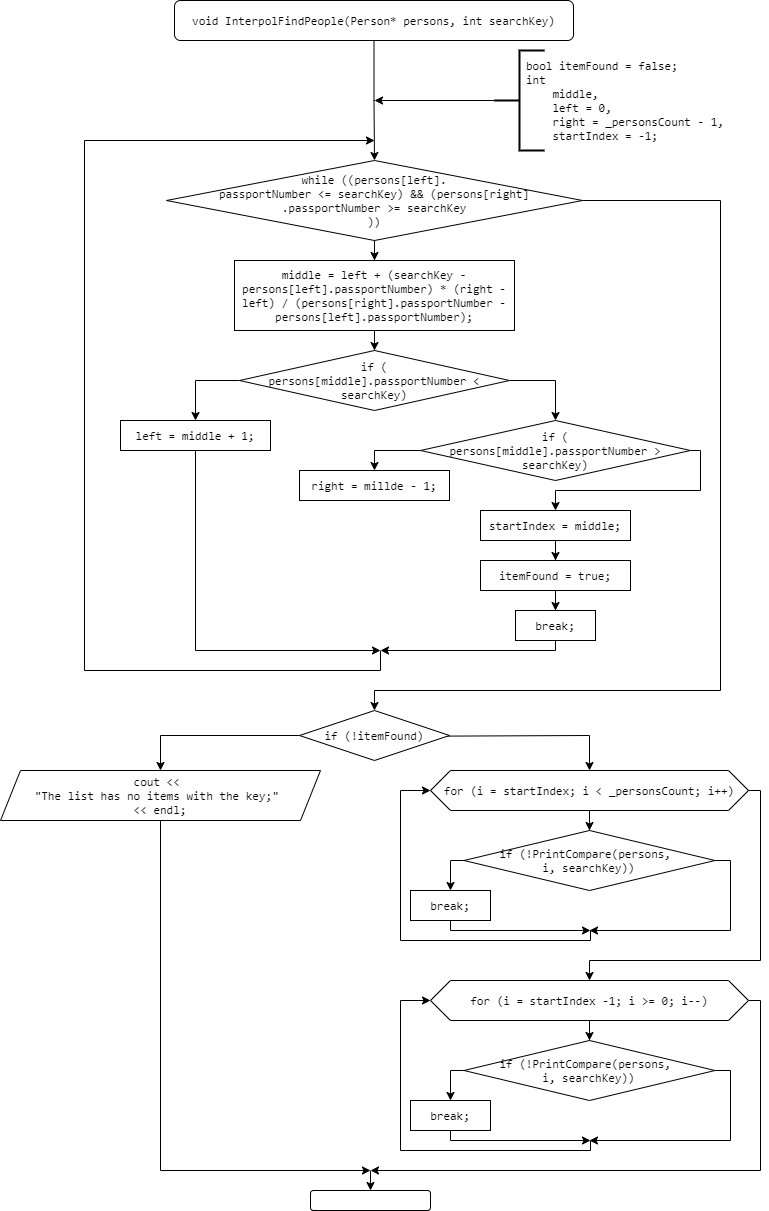 void InterpolFindPeople(Person* persons, int searchKey)
bool itemFound = false;
int
middle,
left = 0,
right = _personsCount - 1,
startIndex = -1;
while ((persons[left].
passportNumber <= searchKey) && (persons[right]
.passportNumber >= searchKey
))
middle = left + (searchKey -
persons[left].passportNumber) * (right -
left) / (persons[right].passportNumber -
persons[left].passportNumber);
if (
persons[middle].passportNumber <
searchKey)
left = middle + 1;
if (
persons[middle].passportNumber >
searchKey)
right = millde - 1;
startIndex = middle;
itemFound = true;
break;
if (!itemFound)
cout <<
"The list has no items with the key;"
<< endl;
for (i = startIndex; i < _personsCount; i++)
if (!PrintCompare(persons,
i, searchKey))
break;
for (i = startIndex -1; i >= 0; i--)
if (!PrintCompare(persons,
i, searchKey))
break;